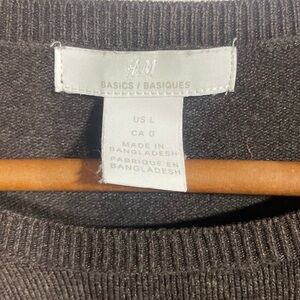 H&M
BASICS / BASIQUES
US L
CA G
MADE IN
BANGLADESH
FABRIQUÉ EN
BANGLADESH